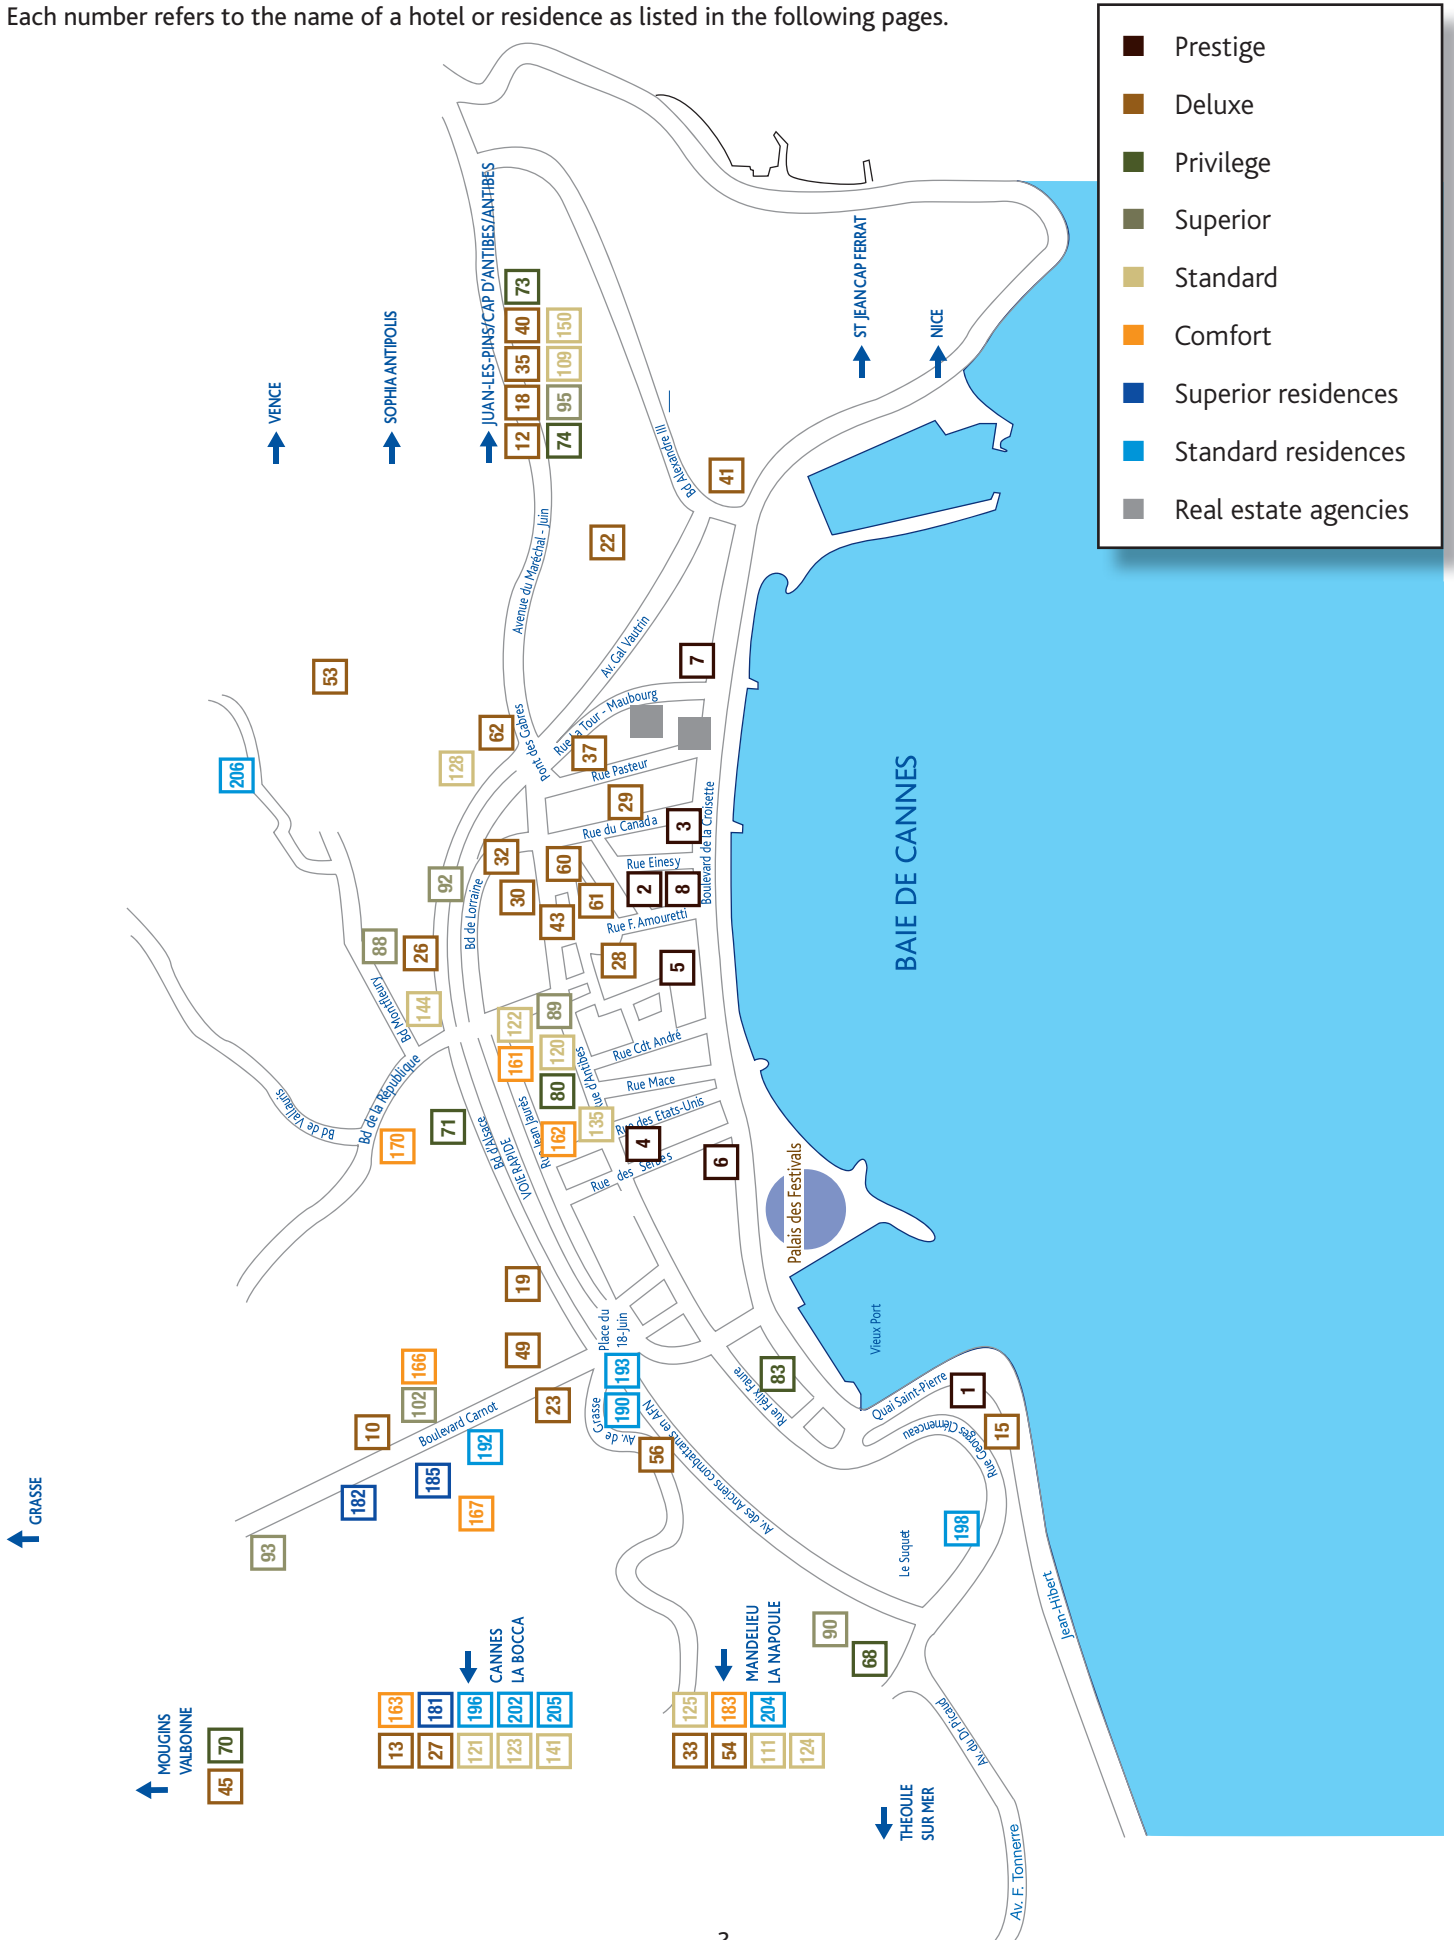 Each number refers to the name of a hotel or residence as listed in the following pages.
Prestige
Deluxe
Privilege
Superior
Standard
Comfort
Superior residences
Standard residences
Real estate agencies
VENCE
SOPHIA ANTIPOLIS
JUAN-LES-PINS/CAP D'ANTIBES/ANTIBES
ST JEAN CAP FERRAT
NICE
73
40
150
35
109
18
95
12
74
Bd Alexandre III
41
Avenue du Maréchal - Juin
22
Av. Gal Vautrin
53
7
62
Pont des Gabres
Rue La Tour - Maubourg
128
206
37
Rue Pasteur
29
Rue du Canada
3
Boulevard de la Croisette
BAIE DE CANNES
32
60
Rue Einesy
92
30
61
2
8
Bd de Lorraine
43
Rue F. Amouretti
88
26
28
5
Bd Montfleury
144
122
89
161
120
Rue d'Antibes
Rue Cdt André
Bd de Vallauris
Bd de la République
80
Rue Mace
71
Bd d'Alsace
VOIE RAPIDE
Rue Jean Jaurès
135
Rue des Etats-Unis
170
162
4
Rue des Serbes
6
Palais des Festivals
19
Place du
18-Juin
Vieux Port
49
166
102
193
83
Rue Félix Faure
10
Boulevard Carnot
23
190
Av. de Grasse
Quai Saint-Pierre
1
192
56
Av. des Anciens combattants en AFN
Rue Georges Clemenceau
15
182
185
167
GRASSE
93
198
Le Suquet
Jean-Hibert
CANNES
LA BOCCA
MANDELIEU
LA NAPOULE
90
68
163
181
196
202
205
13
27
121
123
141
125
183
204
33
54
111
124
MOUGINS
VALBONNE
70
45
Av. du Dr Picaud
THEOULE
SUR MER
Av. F. Tonnerre